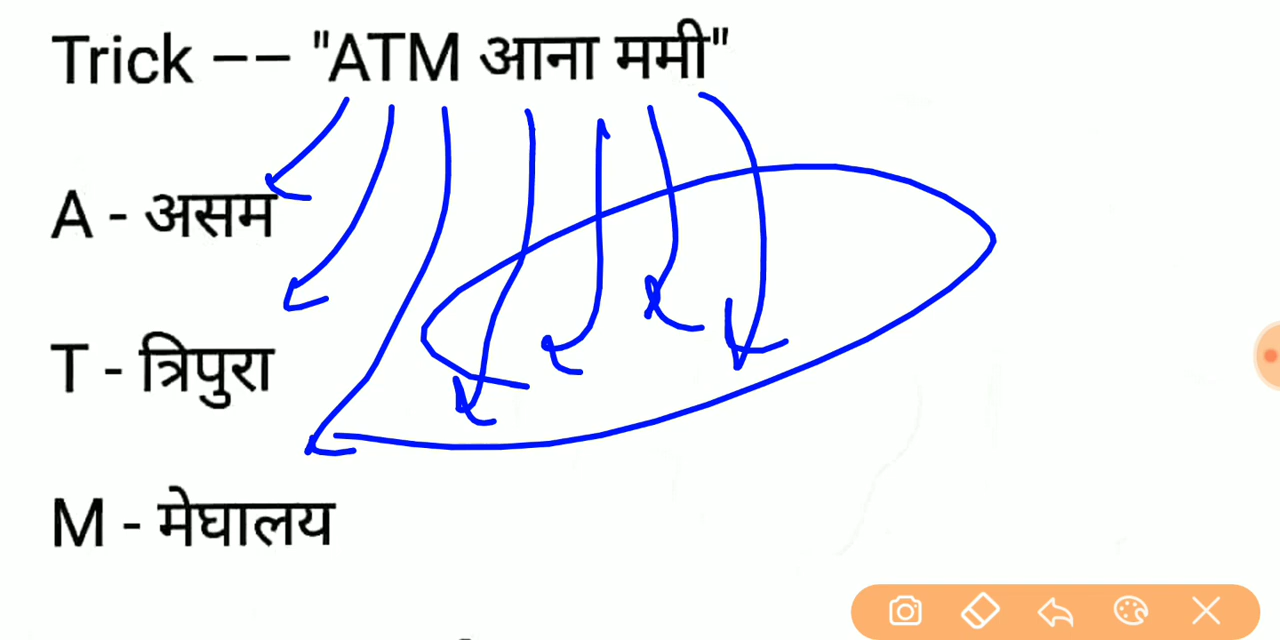 Trick -- "ATM आना ममी"
A - असम
T - त्रिपुरा
M - मेघालय